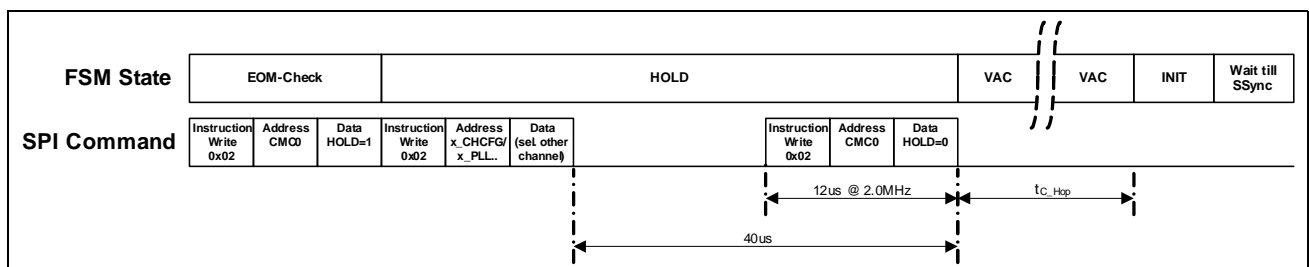 FSM State
EOM-Check
HOLD
VAC
VAC
INIT
Wait till
SSync
SPI Command
Instruction
Write
0x02
Address
CMC0
Data
HOLD=1
Instruction
Write
0x02
Address
x_CHCFG/
x_PLL..
Data
(sel. other
channel)
Instruction
Write
0x02
Address
CMC0
Data
HOLD=0
12us @ 2.0MHz
tC_Hop
40us